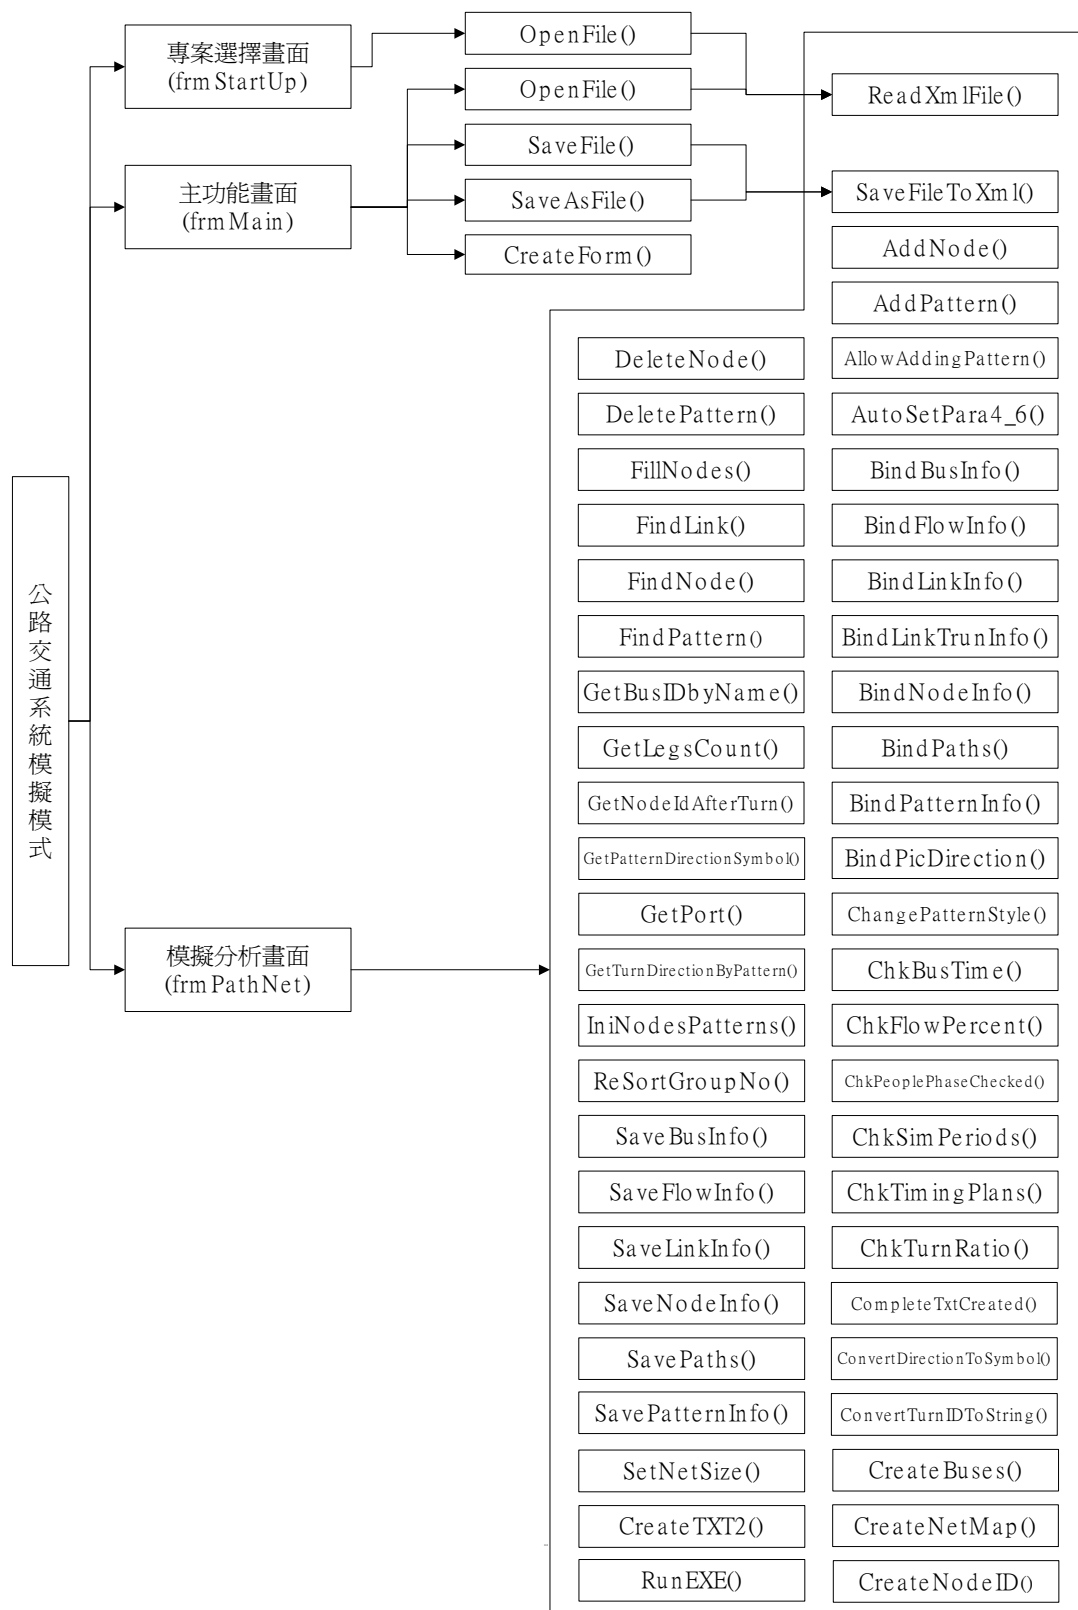 公路交通系統模擬模式
專案選擇畫面
(frmStartUp)
主功能畫面
(frmMain)
模擬分析畫面
(frmPathNet)
OpenFile()
OpenFile()
SaveFile()
SaveAsFile()
CreateForm()
DeleteNode()
DeletePattern()
FillNodes()
FindLink()
FindNode()
FindPattern()
GetBusIDbyName()
GetLegsCount()
GetNodeIdAfterTurn()
GetPatternDirectionSymbol()
GetPort()
GetTurnDirectionByPattern()
IniNodesPatterns()
ReSortGroupNo()
SaveBusInfo()
SaveFlowInfo()
SaveLinkInfo()
SaveNodeInfo()
SavePaths()
SavePatternInfo()
SetNetSize()
CreateTXT2()
RunEXE()
ReadXmlFile()
SaveFileToXml()
AddNode()
AddPattern()
AllowAddingPattern()
AutoSetPara4_6()
BindBusInfo()
BindFlowInfo()
BindLinkInfo()
BindLinkTrunInfo()
BindNodeInfo()
BindPaths()
BindPatternInfo()
BindPicDirection()
ChangePatternStyle()
ChkBusTime()
ChkFlowPercent()
ChkPeoplePhaseChecked()
ChkSimPeriods()
ChkTimingPlans()
ChkTurnRatio()
CompleteTxtCreated()
ConvertDirectionToSymbol()
ConvertTurnIDToString()
CreateBuses()
CreateNetMap()
CreateNodeID()